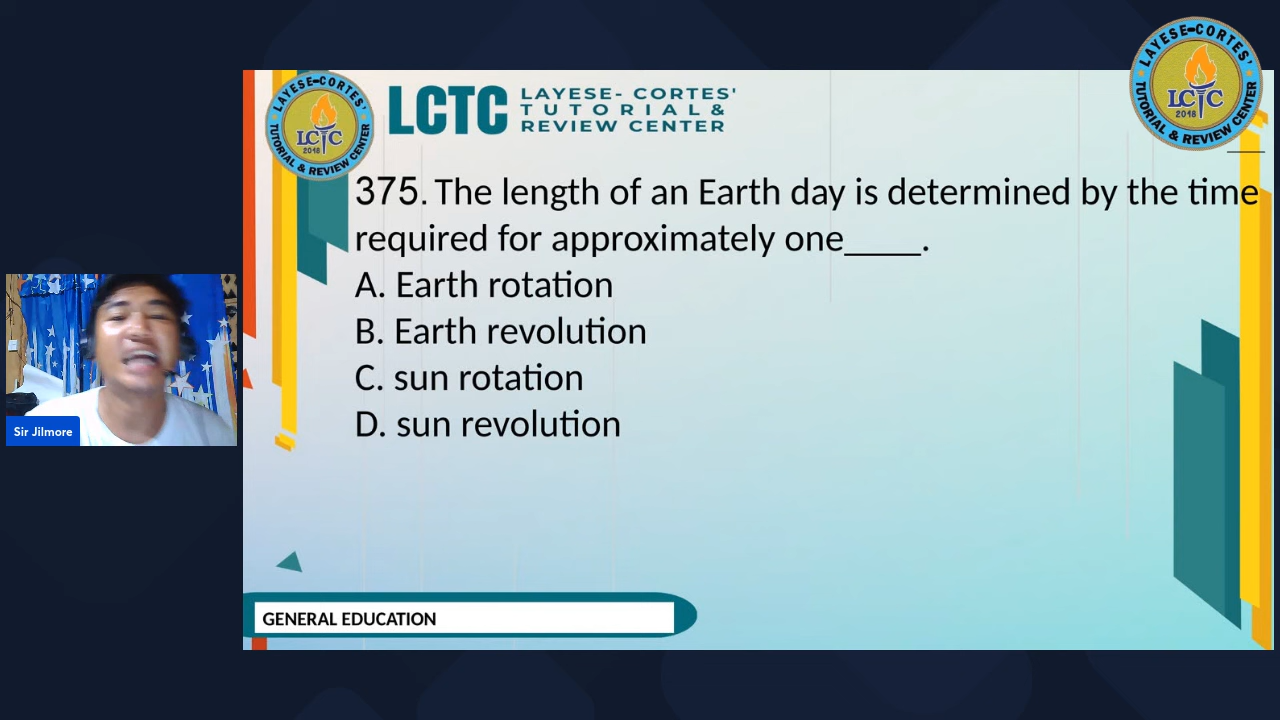 LAYESE-CORTES'
TUTORIAL & REVIEW CENTER
LCTC
2018
LCTC
LAYESE- CORTES'
TUTORIAL &
REVIEW CENTER
LAYESE-CORTES'
TUTORIAL & REVIEW CENTER
LCTC
2018
375. The length of an Earth day is determined by the time
required for approximately one____.
A. Earth rotation
B. Earth revolution
C. sun rotation
D. sun revolution
Sir Jilmore
GENERAL EDUCATION